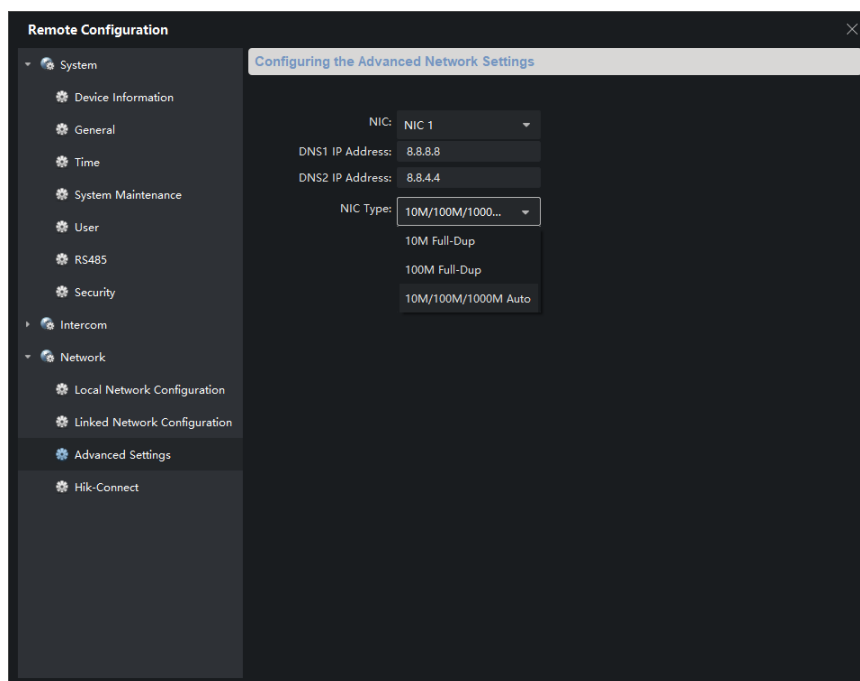 Remote Configuration
System
Device Information
General
Time
System Maintenance
User
RS485
Security
Intercom
Network
Local Network Configuration
Linked Network Configuration
Advanced Settings
Hik-Connect
Configuring the Advanced Network Settings
NIC: NIC 1
DNS1 IP Address: 8.8.8.8
DNS2 IP Address: 8.8.4.4
NIC Type: 10M/100M/1000...
10M Full-Dup
100M Full-Dup
10M/100M/1000M Auto